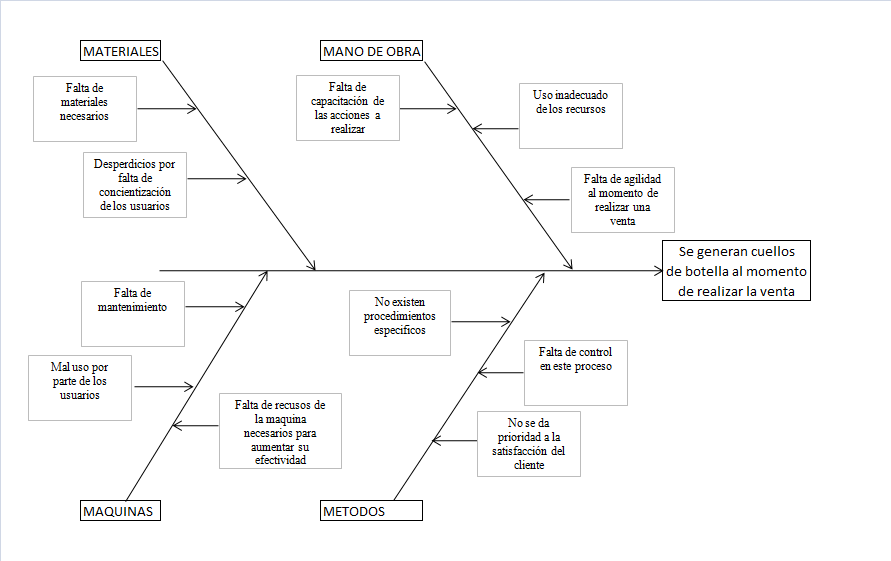 MATERIALES
Falta de
materiales
necesarios
Desperdicios por
falta de
concientización
de los usuarios
MANO DE OBRA
Falta de
capacitación de
las acciones a
realizar
Uso inadecuado
de los recursos
Falta de agilidad
al momento de
realizar una
venta
Se generan cuellos
de botella al momento
de realizar la venta
Falta de
mantenimiento
Mal uso por
parte de los
usuarios
Falta de recusos de
la maquina
necesarios para
aumentar su
efectividad
MAQUINAS
No existen
procedimientos
especificos
Falta de control
en este proceso
No se da
prioridad a la
satisfacción del
cliente
METODOS